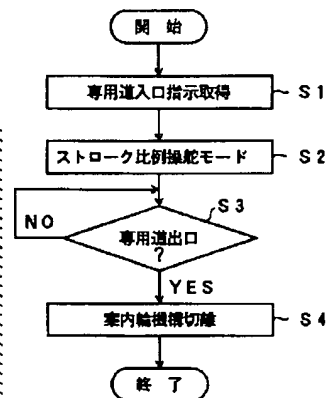 開 始
専用道入口指示取得 S1
ストローク比例操舵モード S2
S3
NO
専用道出口
?
YES
案内輪機構切離 S4
終 了